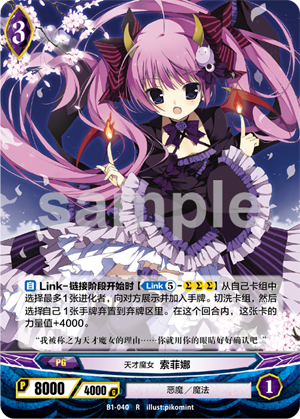 3
sample
自 Link-链接阶段开始时【Link 5-ΣΣΣ】从自己卡组中
选择最多1张进化者，向对方展示并加入手牌。切洗卡组，然后
选择自己1张手牌弃置到弃牌区里。在这个回合内，这张卡的
力量值+4000。
“我被称之为天才魔女的理由……你就用你的眼睛好好确认吧。”
PG
天才魔女 索菲娜
P 8000 / 4000 G
恶魔／魔法
1
B1-040 R illust:pikomint